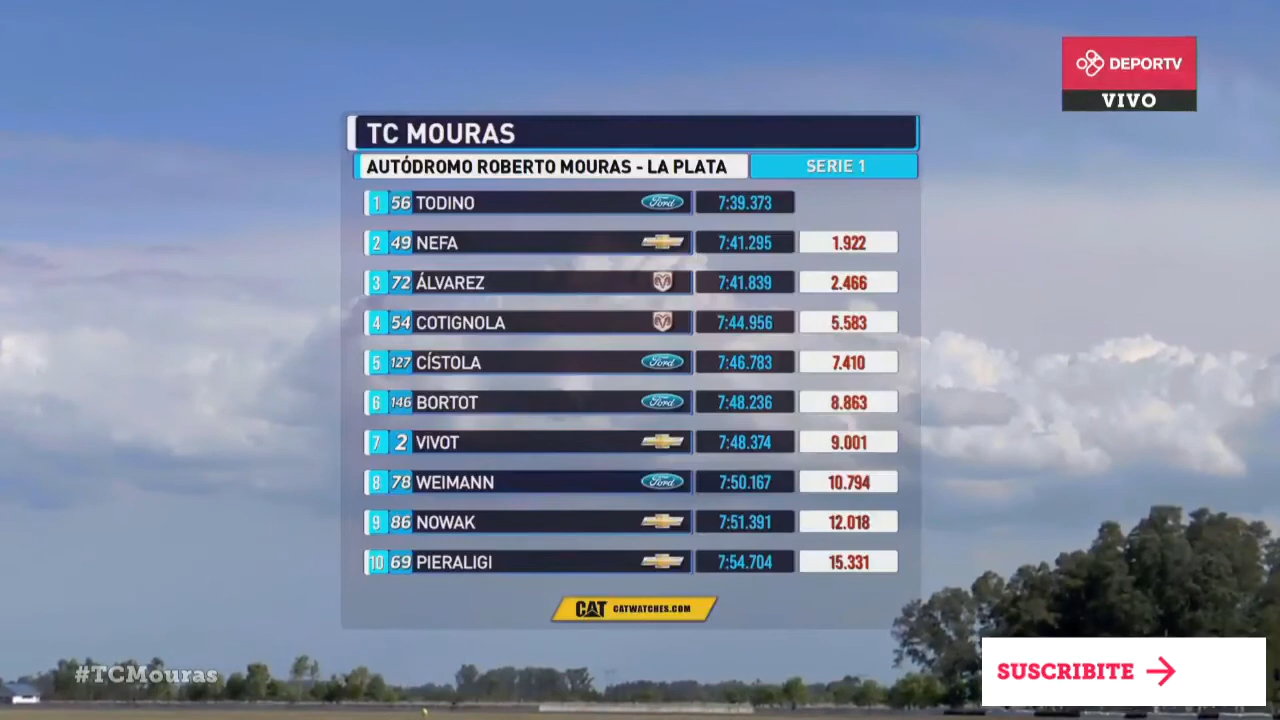 DEPORTV
VIVO
TC MOURAS
AUTÓDROMO ROBERTO MOURAS - LA PLATA SERIE 1
1 56 TODINO Ford 7:39.373
2 49 NEFA 7:41.295 1.922
3 72 ÁLVAREZ 7:41.839 2.466
4 54 COTIGNOLA 7:44.956 5.583
5 127 CÍSTOLA Ford 7:46.783 7.410
6 146 BORTOT Ford 7:48.236 8.863
7 2 VIVOT 7:48.374 9.001
8 78 WEIMANN Ford 7:50.167 10.794
9 86 NOWAK 7:51.391 12.018
10 69 PIERALIGI 7:54.704 15.331
CAT CATWATCHES.COM
#TCMouras
SUSCRIBITE